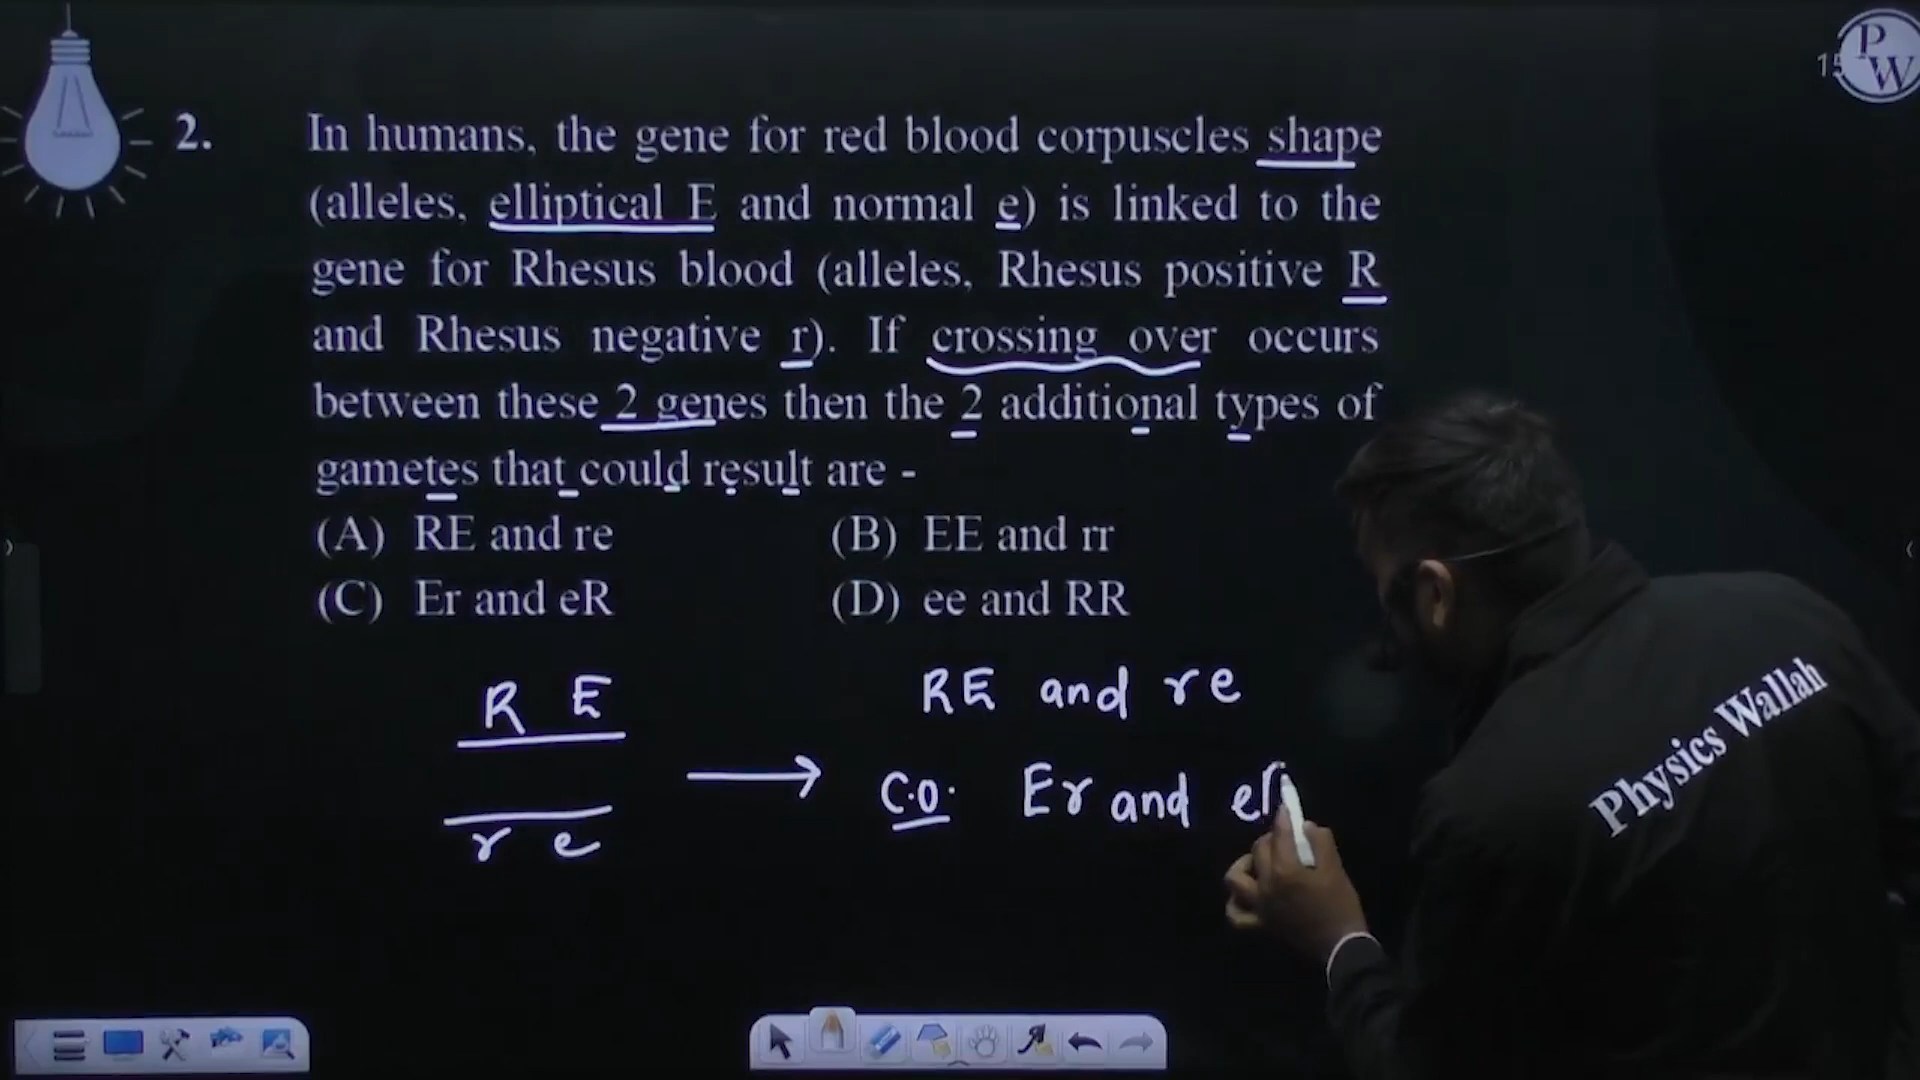 P
W
15
2.
In humans, the gene for red blood corpuscles shape
(alleles, elliptical E and normal e) is linked to the
gene for Rhesus blood (alleles, Rhesus positive R
and Rhesus negative r). If crossing over occurs
between these 2 genes then the 2 additional types of
gametes that could result are -
(A) RE and re
(B) EE and rr
(C) Er and eR
(D) ee and RR
R E
RE and re
C.O. Er and e
r e
Physics Wallah